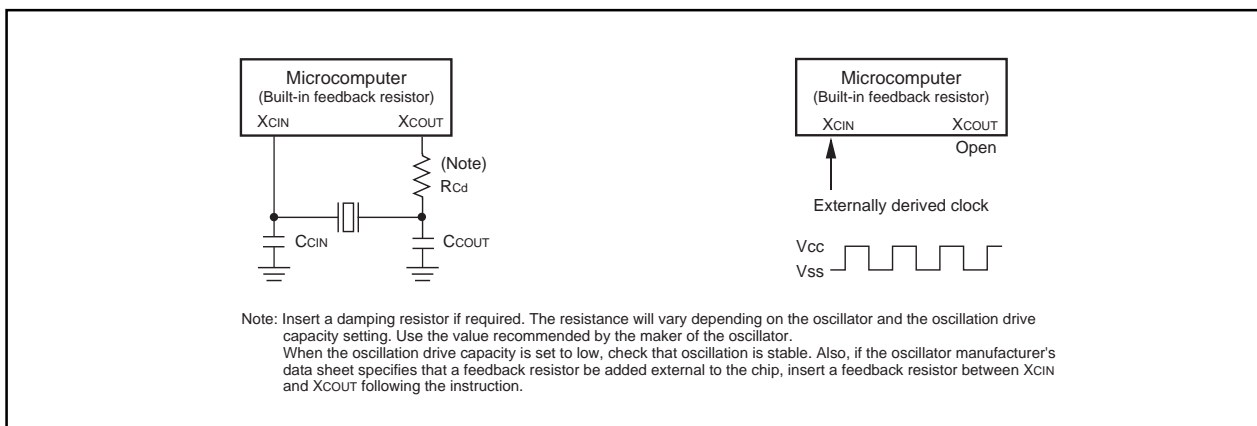 Microcomputer
(Built-in feedback resistor)
XCIN XCOUT
(Note)
RCd
CCIN CCOUT
Microcomputer
(Built-in feedback resistor)
XCIN XCOUT
Open
Externally derived clock
Vcc
Vss
Note: Insert a damping resistor if required. The resistance will vary depending on the oscillator and the oscillation drive
capacity setting. Use the value recommended by the maker of the oscillator.
When the oscillation drive capacity is set to low, check that oscillation is stable. Also, if the oscillator manufacturer's
data sheet specifies that a feedback resistor be added external to the chip, insert a feedback resistor between XCIN
and XCOUT following the instruction.